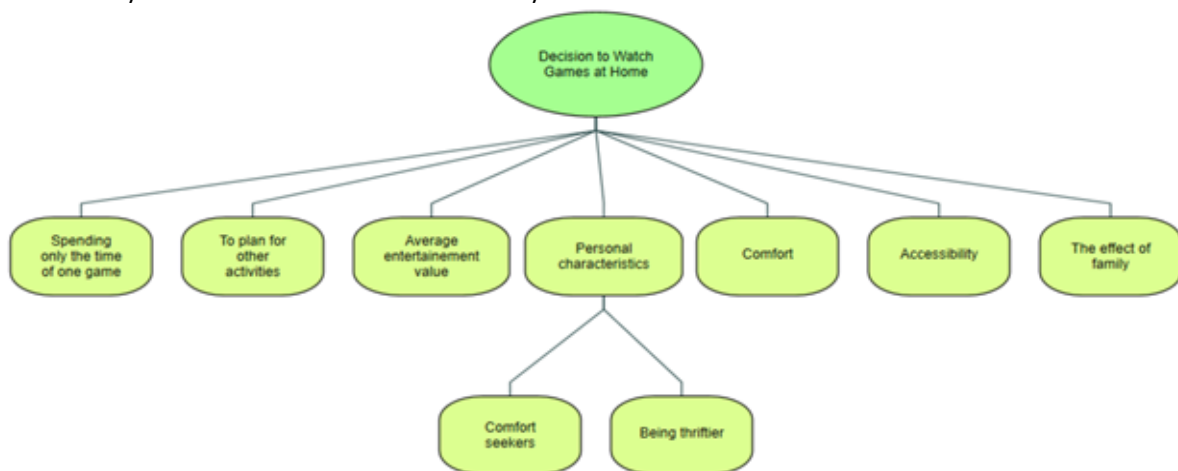 Decision to Watch
Games at Home
Spending
only the time
of one game
To plan for
other
activities
Average
entertainement
value
Personal
characteristics
Comfort
Accessibility
The effect of
family
Comfort
seekers
Being thriftier